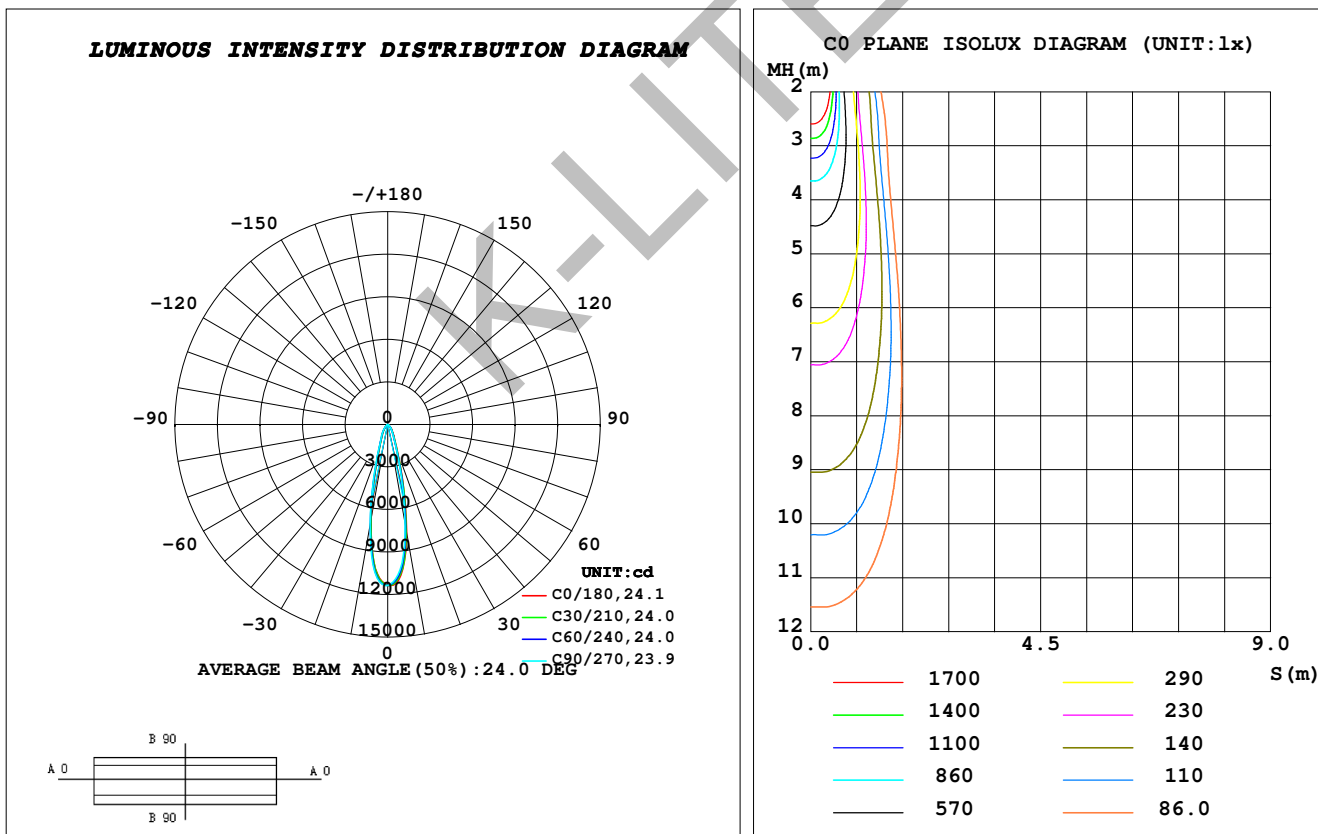 LUMINOUS INTENSITY DISTRIBUTION DIAGRAM
-/+180
-150
150
-120
120
-90
90
-60
60
-30
30
0
0
3000
6000
9000
12000
15000
UNIT:cd
C0/180,24.1
C30/210,24.0
C60/240,24.0
C90/270,23.9
AVERAGE BEAM ANGLE(50%):24.0 DEG
B 90
A 0
A 0
B 90
K-LITE
C0 PLANE ISOLUX DIAGRAM (UNIT:lx)
MH(m)
2
3
4
5
6
7
8
9
10
11
12
0.0
4.5
9.0
S(m)
1700
290
1400
230
1100
140
860
110
570
86.0